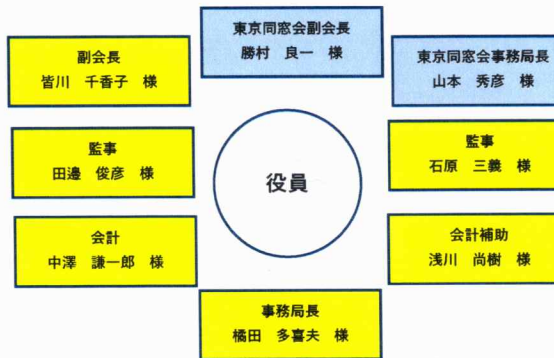 東京同窓会副会長
勝村 良一 様
副会長
皆川 千香子 様
東京同窓会事務局長
山本 秀彦 様
監事
田邉 俊彦 様
役員
監事
石原 三義 様
会計
中澤 謙一郎 様
会計補助
浅川 尚樹 様
事務局長
橘田 多喜夫 様